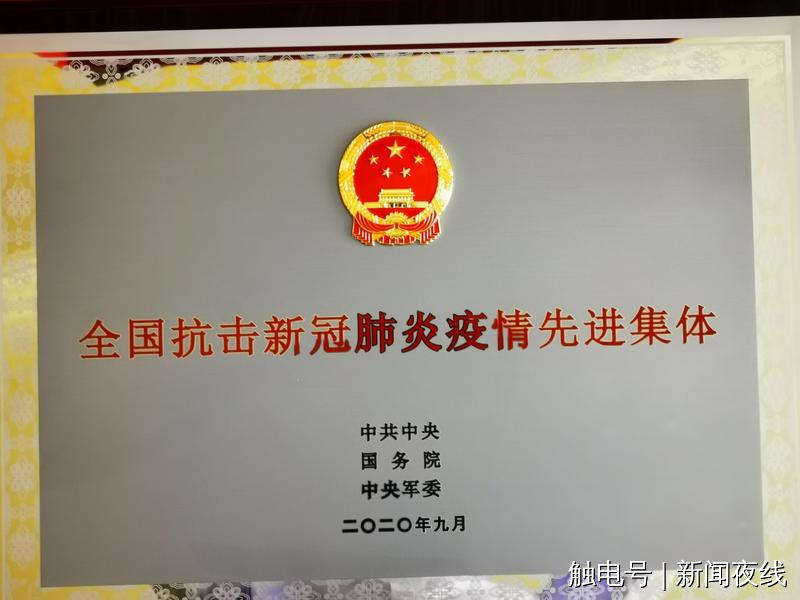 全国抗击新冠肺炎疫情先进集体
中共中央
国务院
中央军委
二〇二〇年九月
触电号 | 新闻夜线